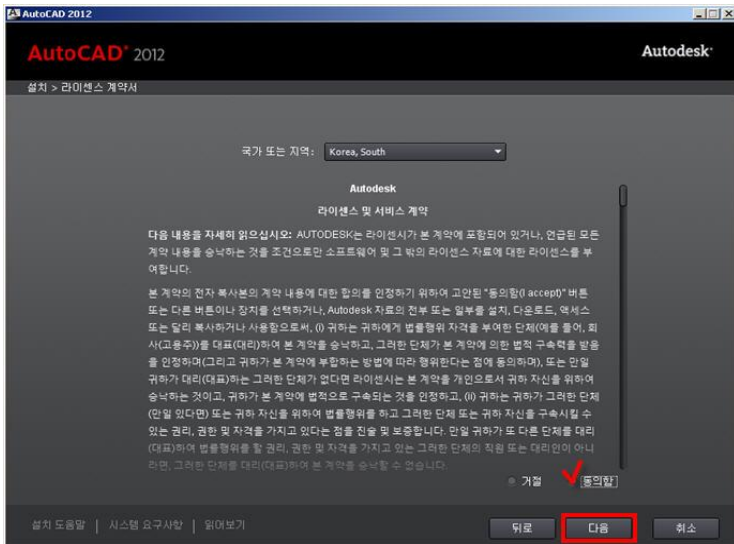 AutoCAD 2012
AutoCAD® 2012
Autodesk®
설치 > 라이센스 계약서
국가 또는 지역: Korea, South
Autodesk
라이센스 및 서비스 계약
다음 내용을 자세히 읽으십시오: AUTODESK는 라이센시가 본 계약에 포함되어 있거나, 언급된 모든
계약 내용을 승낙하는 것을 조건으로만 소프트웨어 및 그 밖의 라이센스 자료에 대한 라이센스를 부
여합니다.
본 계약의 전자 복사본의 계약 내용에 대한 합의를 인정하기 위하여 고안된 "동의함(I accept)" 버튼
또는 다른 버튼이나 장치를 선택하거나, Autodesk 자료의 전부 또는 일부를 설치, 다운로드, 액세스
또는 달리 복사하거나 사용함으로써, (i) 귀하는 귀하에게 법률행위 자격을 부여한 단체(예를 들어, 회
사(고용주))를 대표(대리)하여 본 계약을 승낙하고, 그러한 단체가 본 계약에 의한 법적 구속력을 받음
을 인정하며(그리고 귀하가 본 계약에 부합하는 방법에 따라 행위한다는 점에 동의하며), 또는 만일
귀하가 대리(대표)하는 그러한 단체가 없다면 라이센시는 본 계약을 개인으로서 귀하 자신을 위하여
승낙하는 것이고, 귀하가 본 계약에 법적으로 구속되는 것을 인정하고, (ii) 귀하는 귀하가 그러한 단체
(만일 있다면) 또는 귀하 자신을 위하여 법률행위를 하고 그러한 단체 또는 귀하 자신을 구속시킬 수
있는 권리, 권한 및 자격을 가지고 있다는 점을 진술 및 보증합니다. 만일 귀하가 또 다른 단체를 대리
(대표)하여 법률행위를 할 권리, 권한 및 자격을 가지고 있는 그러한 단체의 직원 또는 대리인이 아니
라면, 그러한 단체를 대리(대표)하여 본 계약을 승낙할 수 없습니다.
거절 동의함
설치 도움말 | 시스템 요구사항 | 읽어보기 뒤로 다음 취소